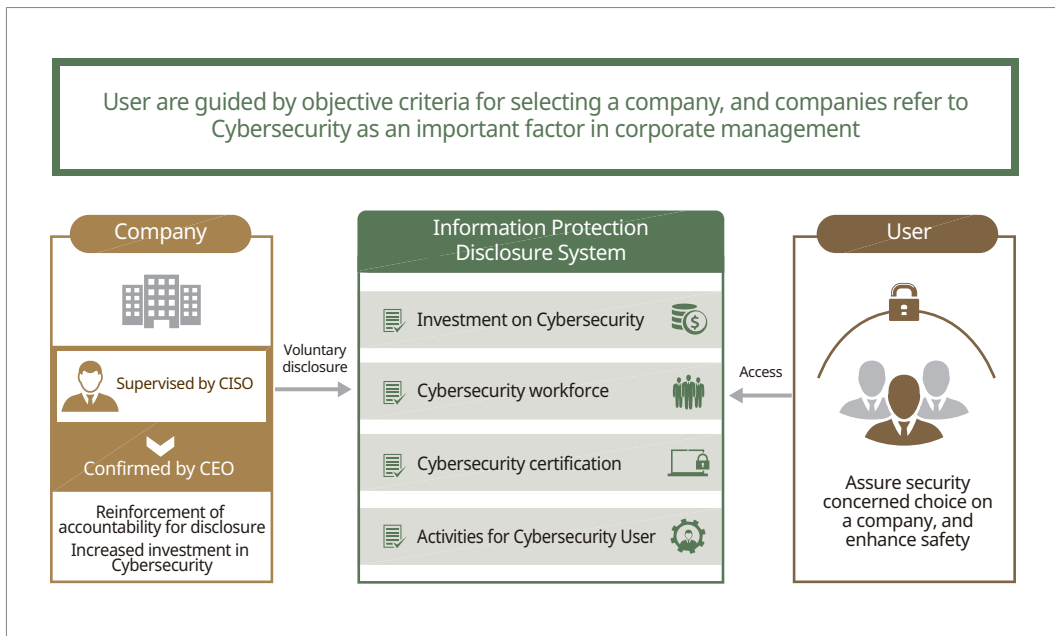 User are guided by objective criteria for selecting a company, and companies refer to
Cybersecurity as an important factor in corporate management
Company
Supervised by CISO
Confirmed by CEO
Reinforcement of
accountability for disclosure
Increased investment in
Cybersecurity
Voluntary
disclosure
Information Protection
Disclosure System
Investment on Cybersecurity
$
Cybersecurity workforce
Cybersecurity certification
Activities for Cybersecurity User
Access
User
Assure security
concerned choice on
a company, and
enhance safety